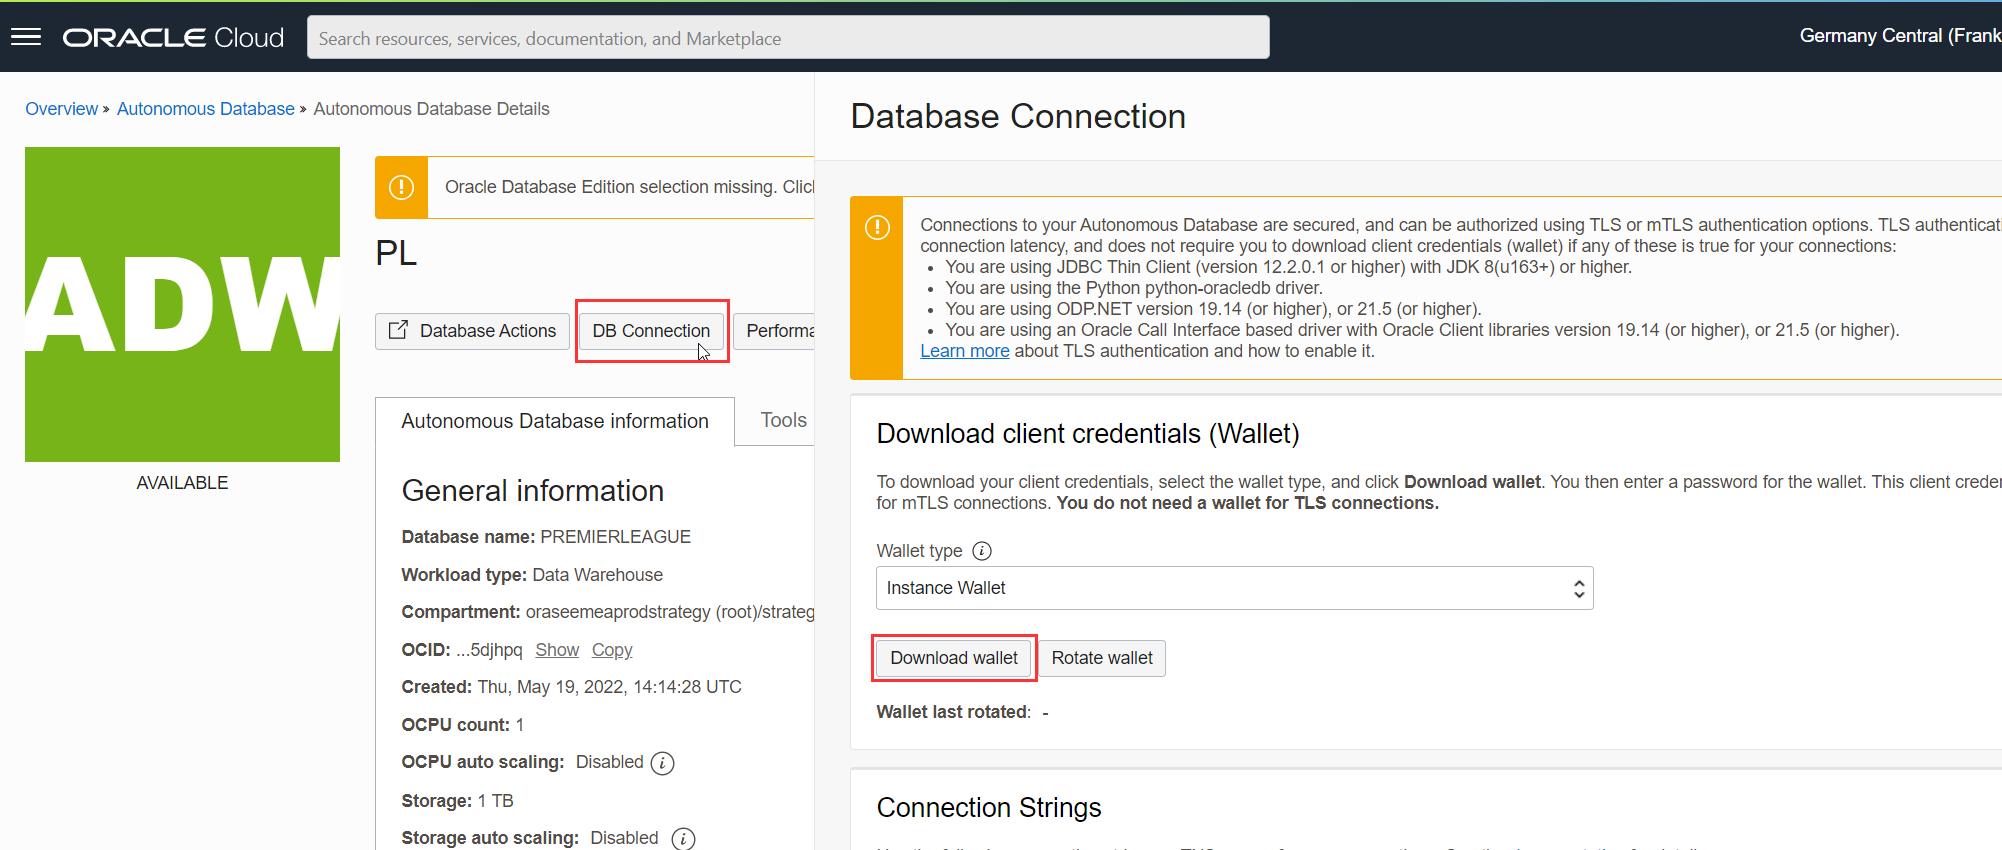 ORACLE Cloud
Search resources, services, documentation, and Marketplace
Germany Central (Frank
Overview » Autonomous Database » Autonomous Database Details
ADW
AVAILABLE
Oracle Database Edition selection missing. Clic
PL
Database Actions
DB Connection
Performa
Autonomous Database information
Tools
General information
Database name: PREMIERLEAGUE
Workload type: Data Warehouse
Compartment: oraseemeaprodstrategy (root)/strateg
OCID: ...5djhpq Show Copy
Created: Thu, May 19, 2022, 14:14:28 UTC
OCPU count: 1
OCPU auto scaling: Disabled
Storage: 1 TB
Storage auto scaling: Disabled
Database Connection
Connections to your Autonomous Database are secured, and can be authorized using TLS or mTLS authentication options. TLS authenticati
connection latency, and does not require you to download client credentials (wallet) if any of these is true for your connections:
• You are using JDBC Thin Client (version 12.2.0.1 or higher) with JDK 8(u163+) or higher.
• You are using the Python python-oracledb driver.
• You are using ODP.NET version 19.14 (or higher), or 21.5 (or higher).
• You are using an Oracle Call Interface based driver with Oracle Client libraries version 19.14 (or higher), or 21.5 (or higher).
Learn more about TLS authentication and how to enable it.
Download client credentials (Wallet)
To download your client credentials, select the wallet type, and click Download wallet. You then enter a password for the wallet. This client creder
for mTLS connections. You do not need a wallet for TLS connections.
Wallet type
Instance Wallet
Download wallet
Rotate wallet
Wallet last rotated: -
Connection Strings